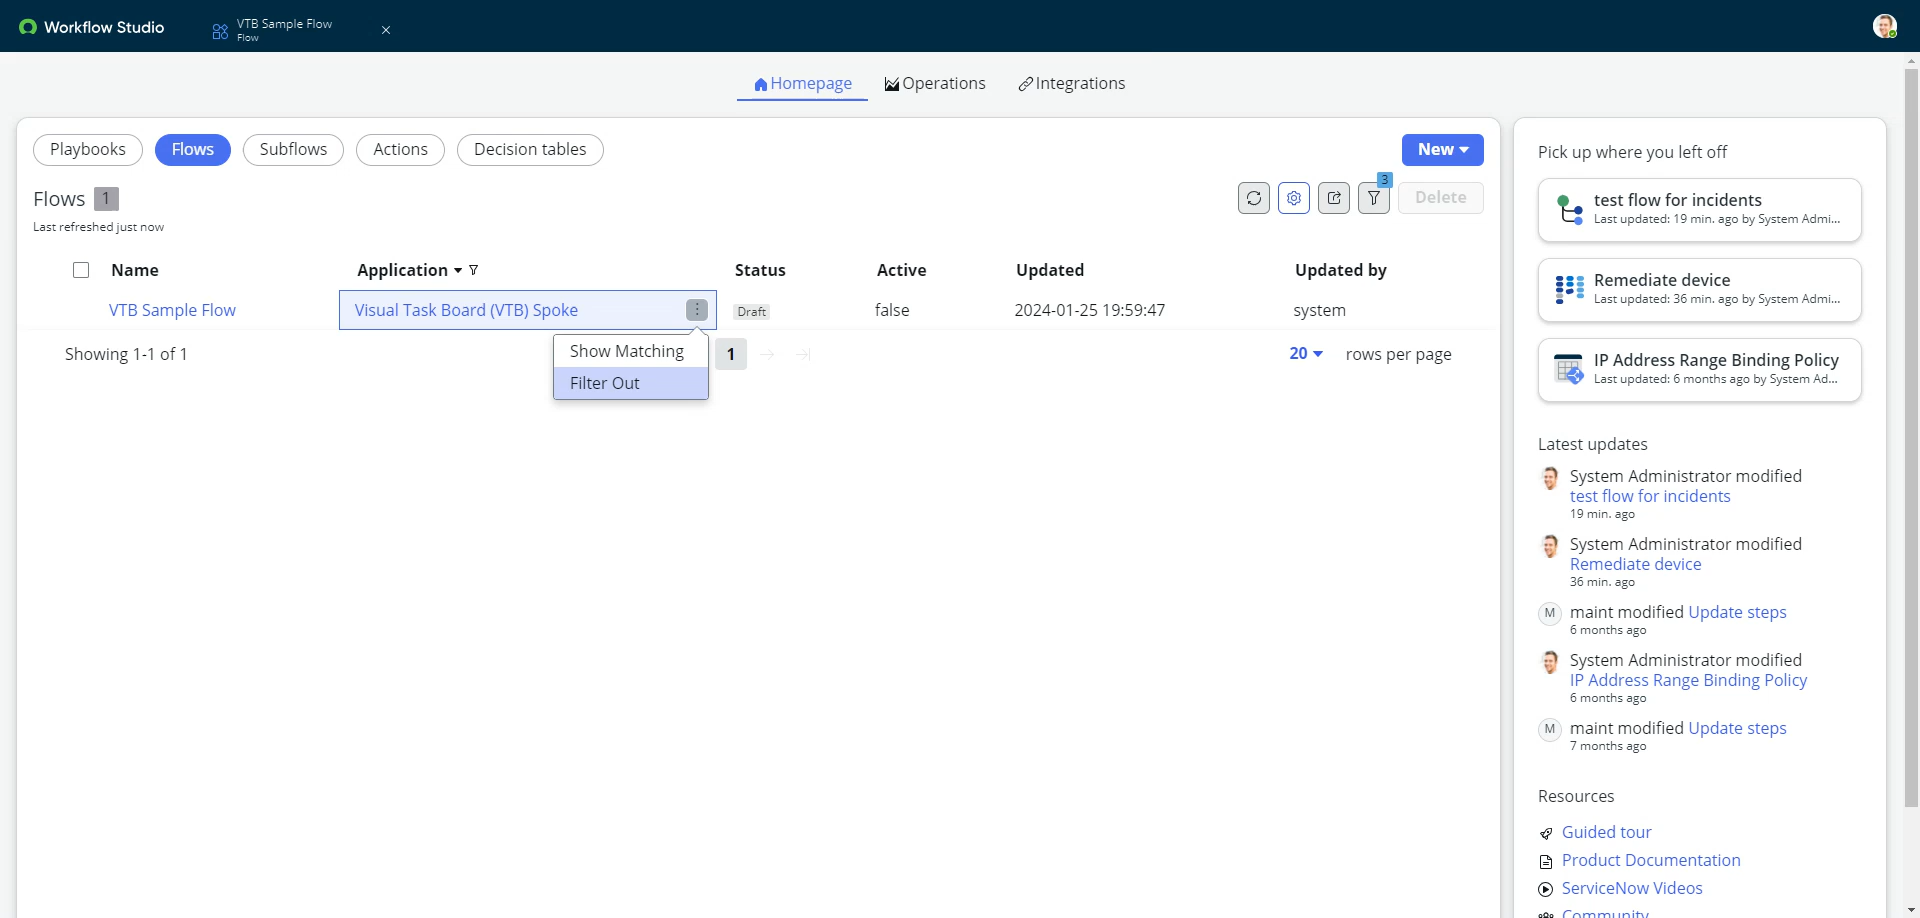 Workflow Studio
VTB Sample Flow
Flow
Homepage
Operations
Integrations
Playbooks
Flows
Subflows
Actions
Decision tables
New
Flows 1
Last refreshed just now
3
Delete
Name
Application
Status
Active
Updated
Updated by
VTB Sample Flow
Visual Task Board (VTB) Spoke
Draft
false
2024-01-25 19:59:47
system
Show Matching
Filter Out
Showing 1-1 of 1
1
20
rows per page
Pick up where you left off
test flow for incidents
Last updated: 19 min. ago by System Admi...
Remediate device
Last updated: 36 min. ago by System Admi...
IP Address Range Binding Policy
Last updated: 6 months ago by System Ad...
Latest updates
System Administrator modified
test flow for incidents
19 min. ago
System Administrator modified
Remediate device
36 min. ago
M
maint modified Update steps
6 months ago
System Administrator modified
IP Address Range Binding Policy
6 months ago
M
maint modified Update steps
7 months ago
Resources
Guided tour
Product Documentation
ServiceNow Videos
Community